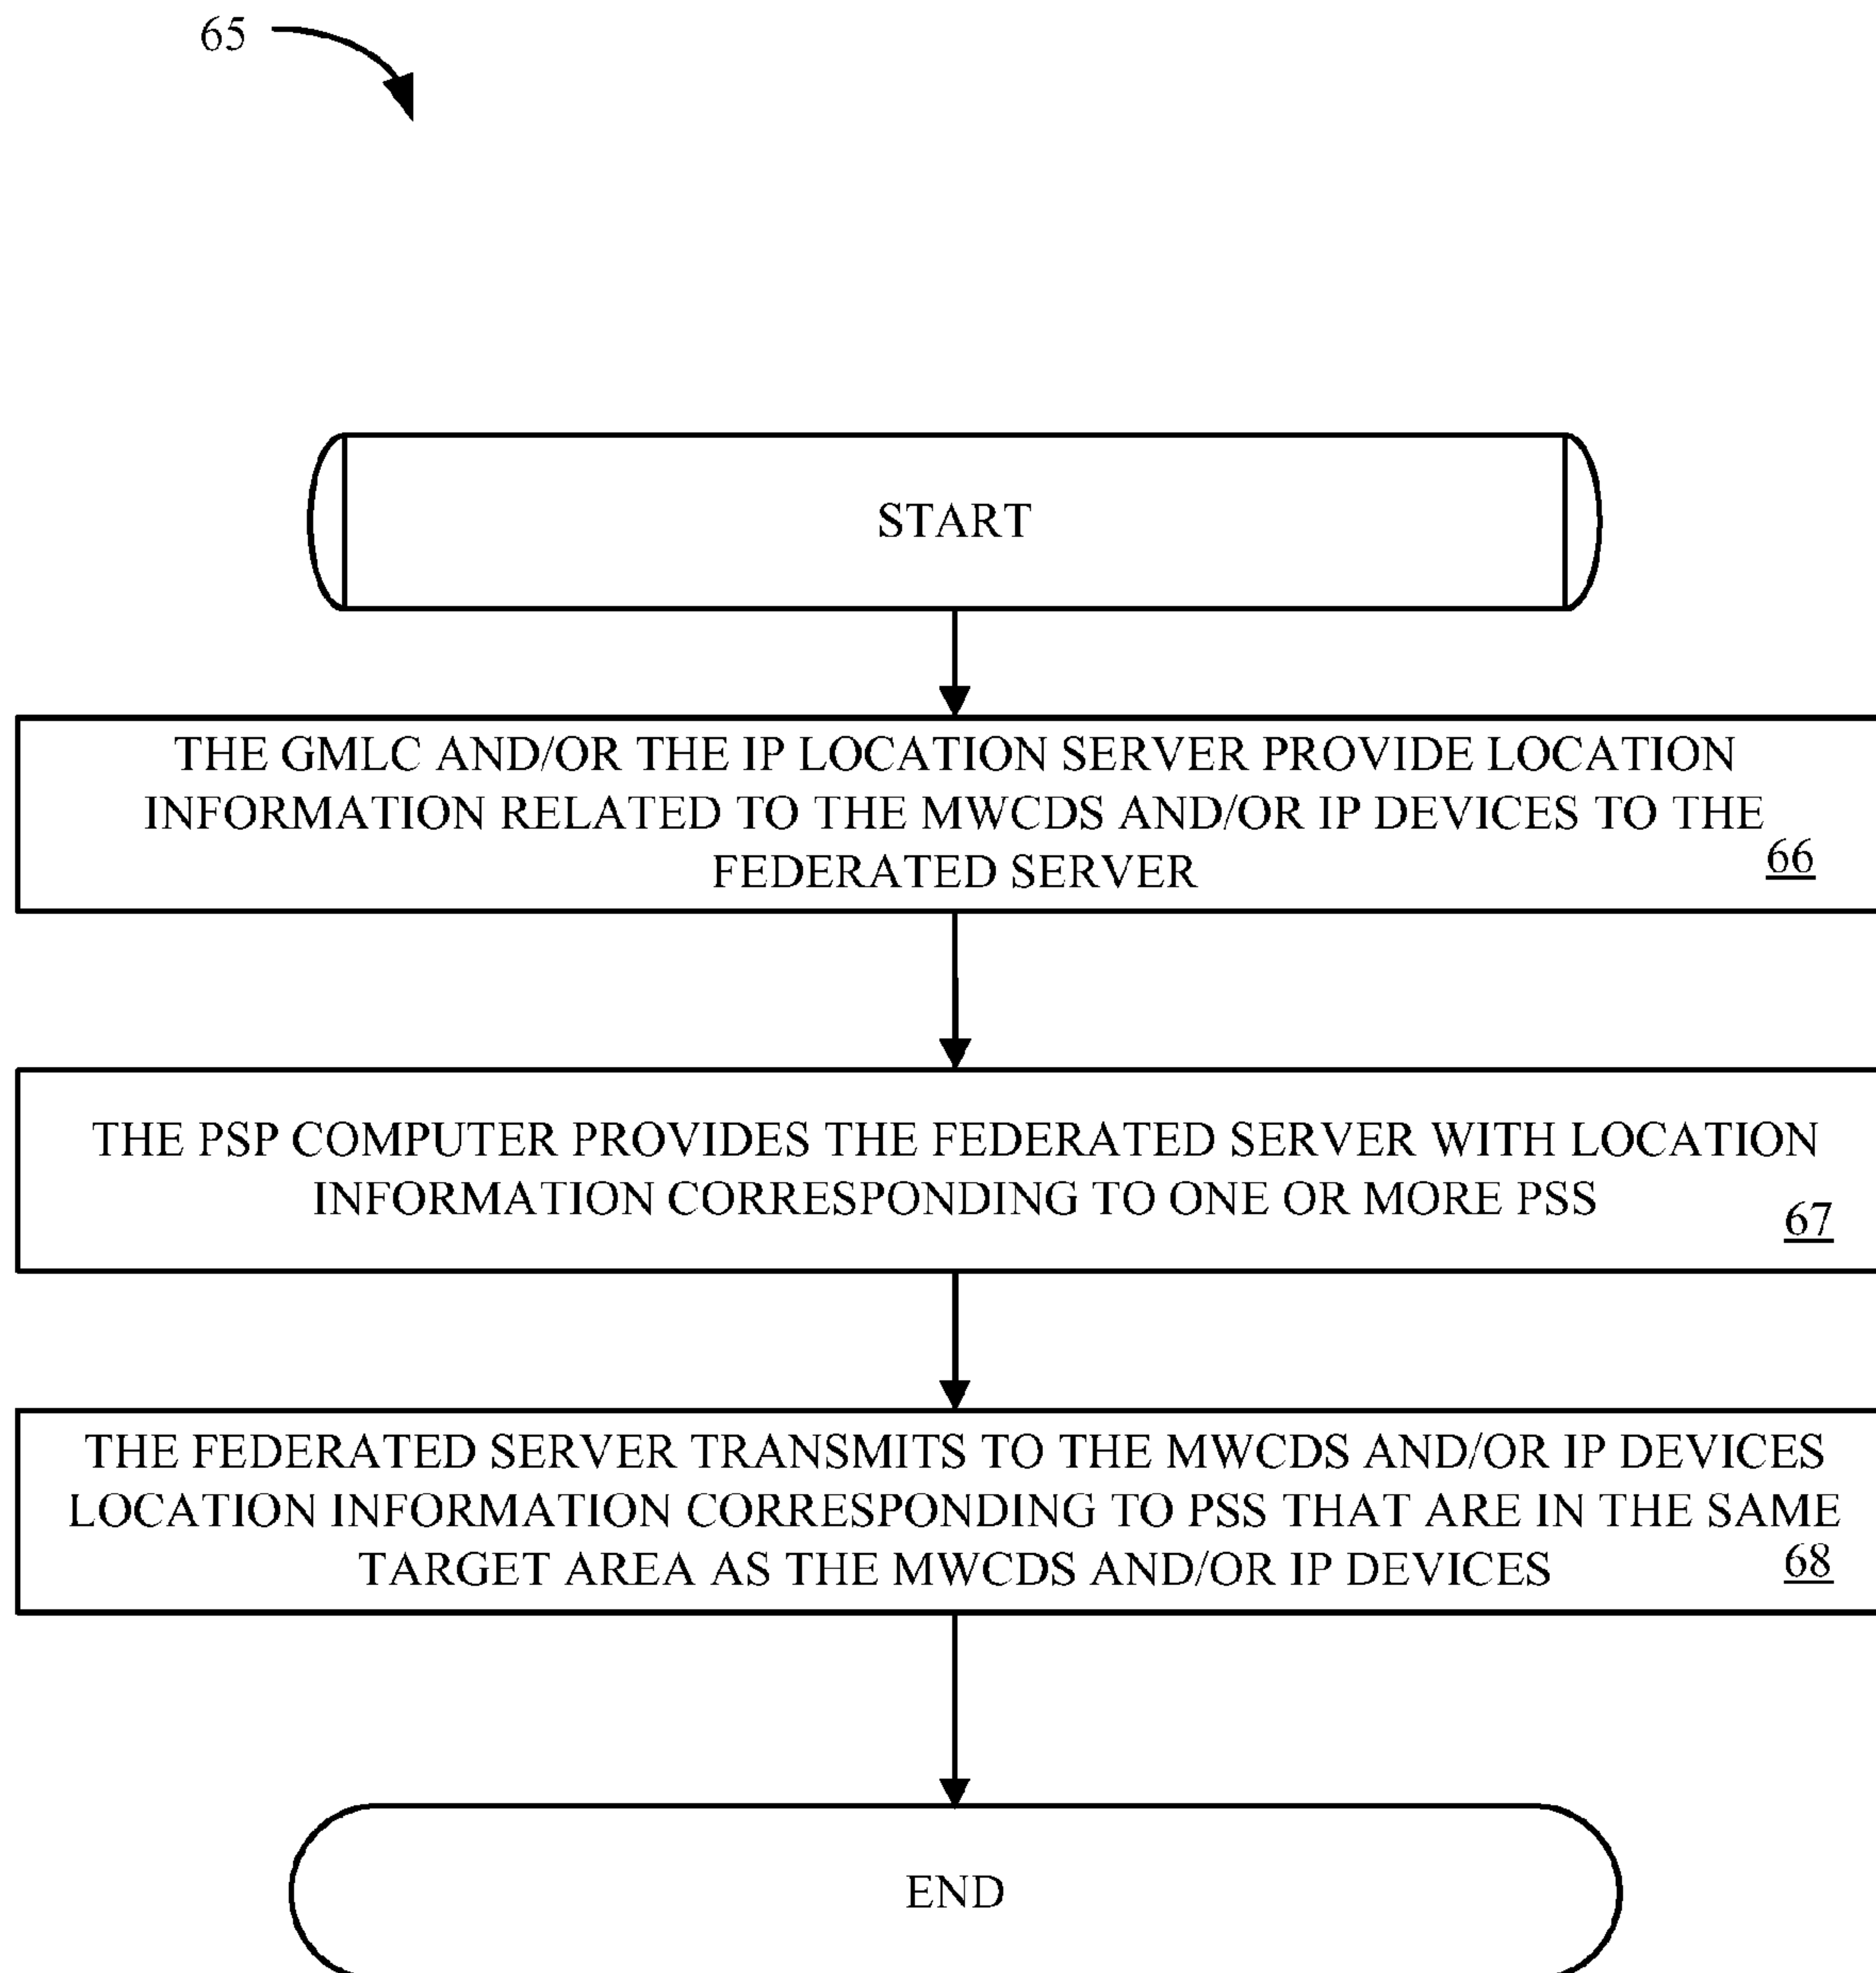 65
START
THE GMLC AND/OR THE IP LOCATION SERVER PROVIDE LOCATION
INFORMATION RELATED TO THE MWCDS AND/OR IP DEVICES TO THE
FEDERATED SERVER
66
THE PSP COMPUTER PROVIDES THE FEDERATED SERVER WITH LOCATION
INFORMATION CORRESPONDING TO ONE OR MORE PSS
67
THE FEDERATED SERVER TRANSMITS TO THE MWCDS AND/OR IP DEVICES
LOCATION INFORMATION CORRESPONDING TO PSS THAT ARE IN THE SAME
TARGET AREA AS THE MWCDS AND/OR IP DEVICES
68
END